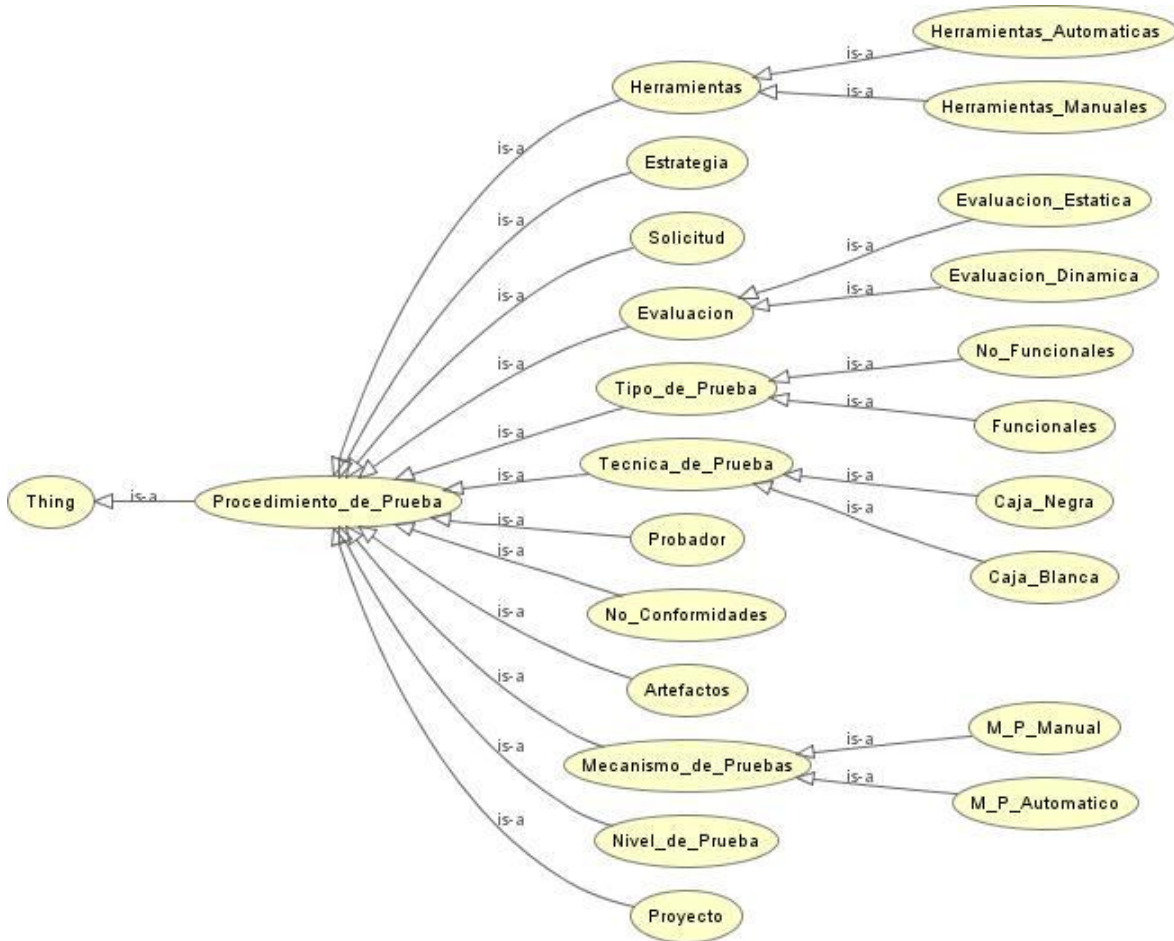 Herramientas_Automaticas
is-a
Herramientas
is-a
Herramientas_Manuales
is-a
Estrategia
is-a
Evaluacion_Estatica
is-a
Solicitud
is-a
Evaluacion_Dinamica
is-a
Evaluacion
is-a
No_Funcionales
is-a
Tipo_de_Prueba
is-a
Funcionales
is-a
Tecnica_de_Prueba
is-a
Thing
is-a
Procedimiento_de_Prueba
is-a
Caja_Negra
is-a
Probador
is-a
Caja_Blanca
is-a
No_Conformidades
is-a
Artefactos
is-a
M_P_Manual
is-a
Mecanismo_de_Pruebas
is-a
M_P_Automatico
is-a
Nivel_de_Prueba
is-a
Proyecto